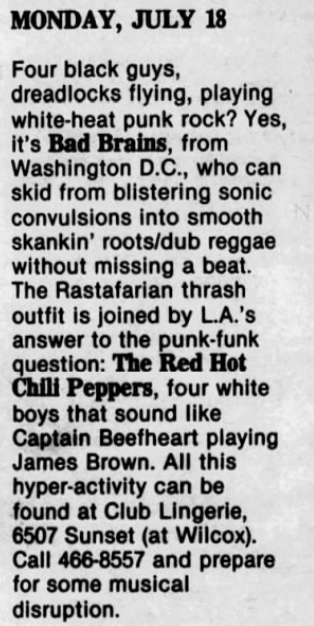 MONDAY, JULY 18
Four black guys,
dreadlocks flying, playing
white-heat punk rock? Yes,
it's Bad Brains, from
Washington D.C., who can
skid from blistering sonic
convulsions into smooth
skankin' roots/dub reggae
without missing a beat.
The Rastafarian thrash
outfit is joined by L.A.'s
answer to the punk-funk
question: The Red Hot
Chili Peppers, four white
boys that sound like
Captain Beefheart playing
James Brown. All this
hyper-activity can be
found at Club Lingerie,
6507 Sunset (at Wilcox).
Call 466-8557 and prepare
for some musical
disruption.